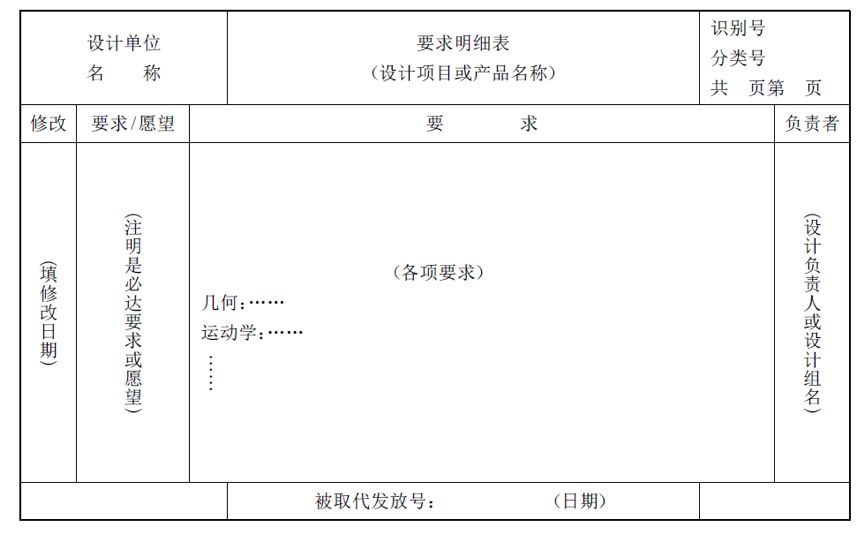 设计单位
名 称
要求明细表
（设计项目或产品名称）
识别号
分类号
共 页第 页
修改
要求/愿望
要 求
负责者
（填修改日期）
（注明是必达要求或愿望）
（各项要求）
几何：……
运动学：……
……
（设计负责人或设计组名）
被取代发放号： （日期）